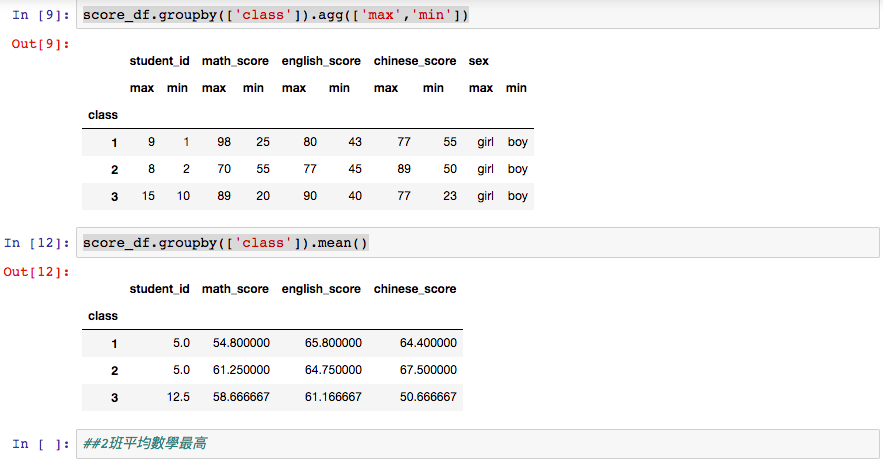 In [9]: score_df.groupby(['class']).agg(['max','min'])
Out[9]:
student_id math_score english_score chinese_score sex
max min max min max min max min max min
class
1 9 1 98 25 80 43 77 55 girl boy
2 8 2 70 55 77 45 89 50 girl boy
3 15 10 89 20 90 40 77 23 girl boy
In [12]: score_df.groupby(['class']).mean()
Out[12]:
student_id math_score english_score chinese_score
class
1 5.0 54.800000 65.800000 64.400000
2 5.0 61.250000 64.750000 67.500000
3 12.5 58.666667 61.166667 50.666667
In [ ]: ##2班平均數學最高